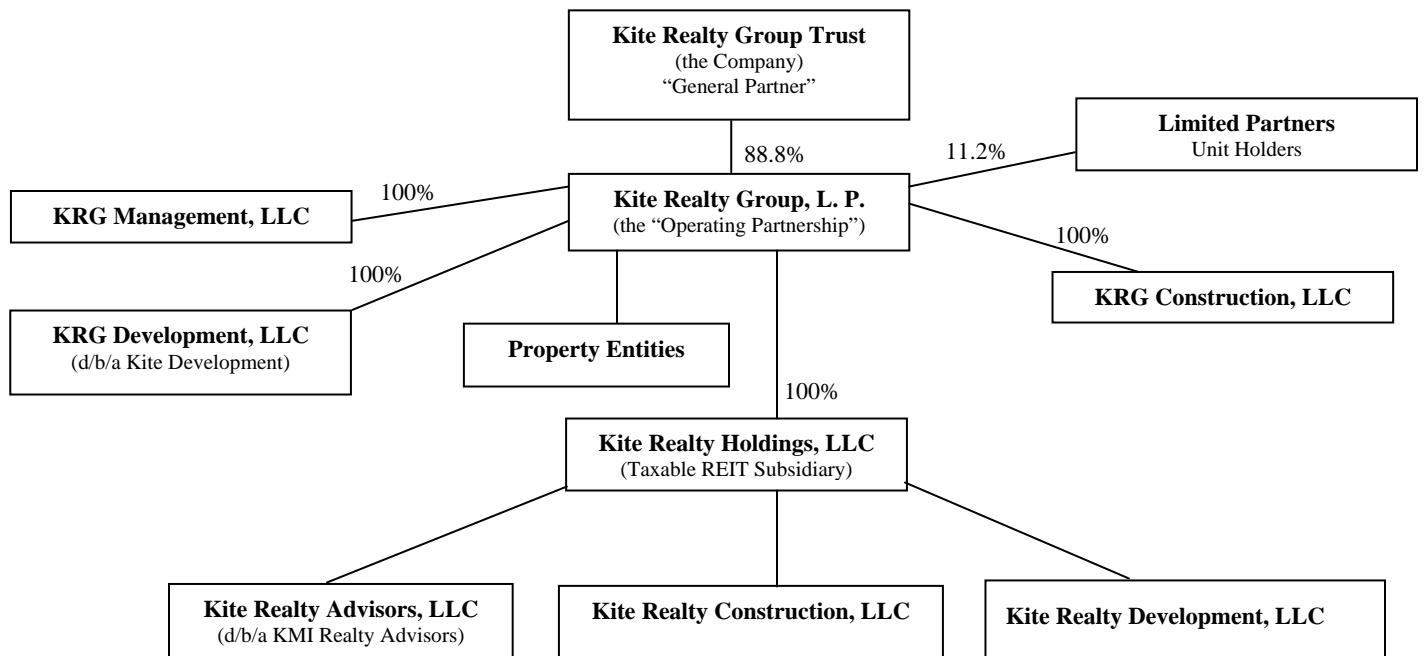 Kite Realty Group Trust
(the Company)
“General Partner”
Limited Partners
Unit Holders
88.8%
11.2%
100%
KRG Management, LLC
Kite Realty Group, L. P.
(the “Operating Partnership”)
100%
100%
KRG Construction, LLC
KRG Development, LLC
(d/b/a Kite Development)
Property Entities
100%
Kite Realty Holdings, LLC
(Taxable REIT Subsidiary)
Kite Realty Advisors, LLC
(d/b/a KMI Realty Advisors)
Kite Realty Construction, LLC
Kite Realty Development, LLC